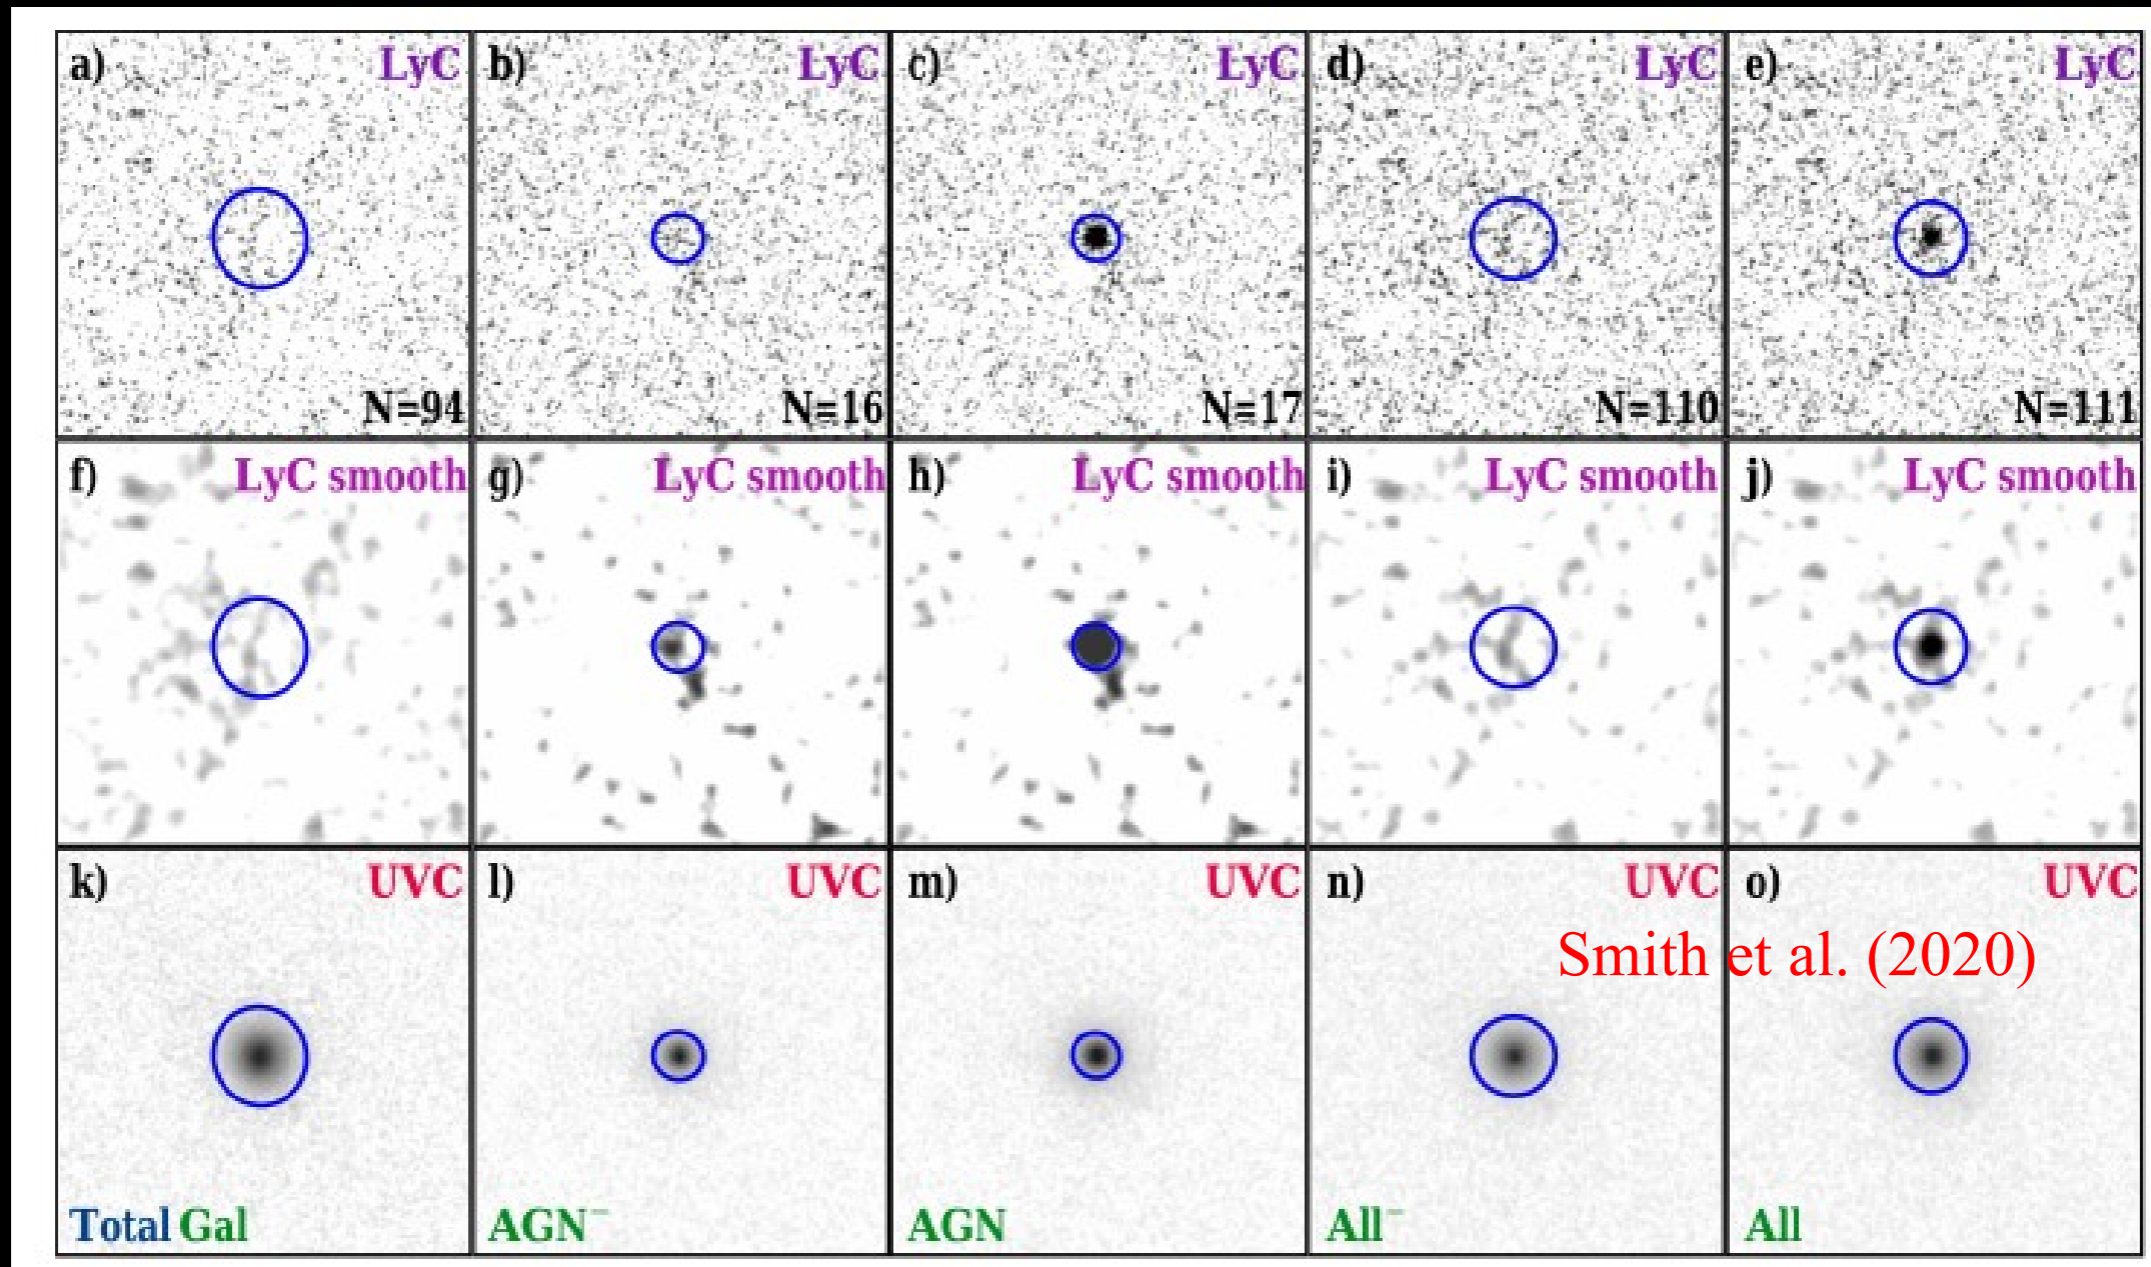 a) LyC
b) LyC
c) LyC
d) LyC
e) LyC
N=94
N=16
N=17
N=110
N=111
f) LyC smooth
g) LyC smooth
h) LyC smooth
i) LyC smooth
j) LyC smooth
k) UVC
l) UVC
m) UVC
n) UVC
o) UVC
Smith et al. (2020)
Total Gal
AGN⁻
AGN
All⁻
All